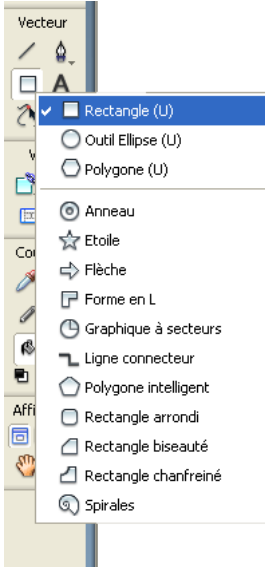 Vecteur
A
Rectangle (U)
Outil Ellipse (U)
Polygone (U)
Anneau
Etoile
Flèche
Forme en L
Graphique à secteurs
Ligne connecteur
Polygone intelligent
Rectangle arrondi
Rectangle biseauté
Rectangle chanfreiné
Spirales